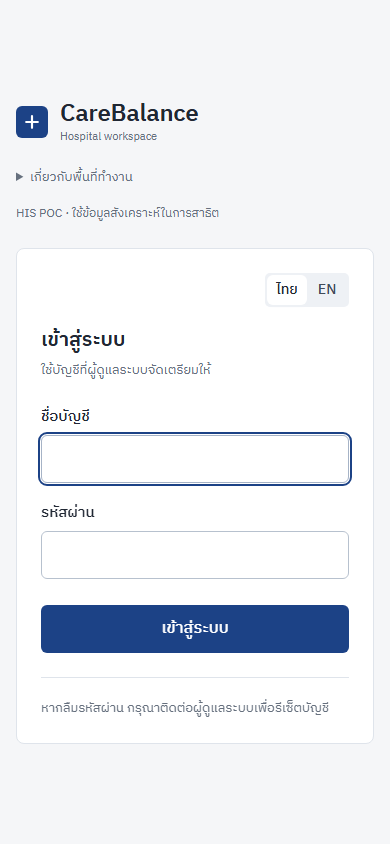 CareBalance
Hospital workspace
เกี่ยวกับพื้นที่ทำงาน
HIS POC · ใช้ข้อมูลสังเคราะห์ในการสาธิต
ไทย EN
เข้าสู่ระบบ
ใช้บัญชีที่ผู้ดูแลระบบจัดเตรียมให้
ชื่อบัญชี
รหัสผ่าน
เข้าสู่ระบบ
หากลืมรหัสผ่าน กรุณาติดต่อผู้ดูแลระบบเพื่อรีเซ็ตบัญชี